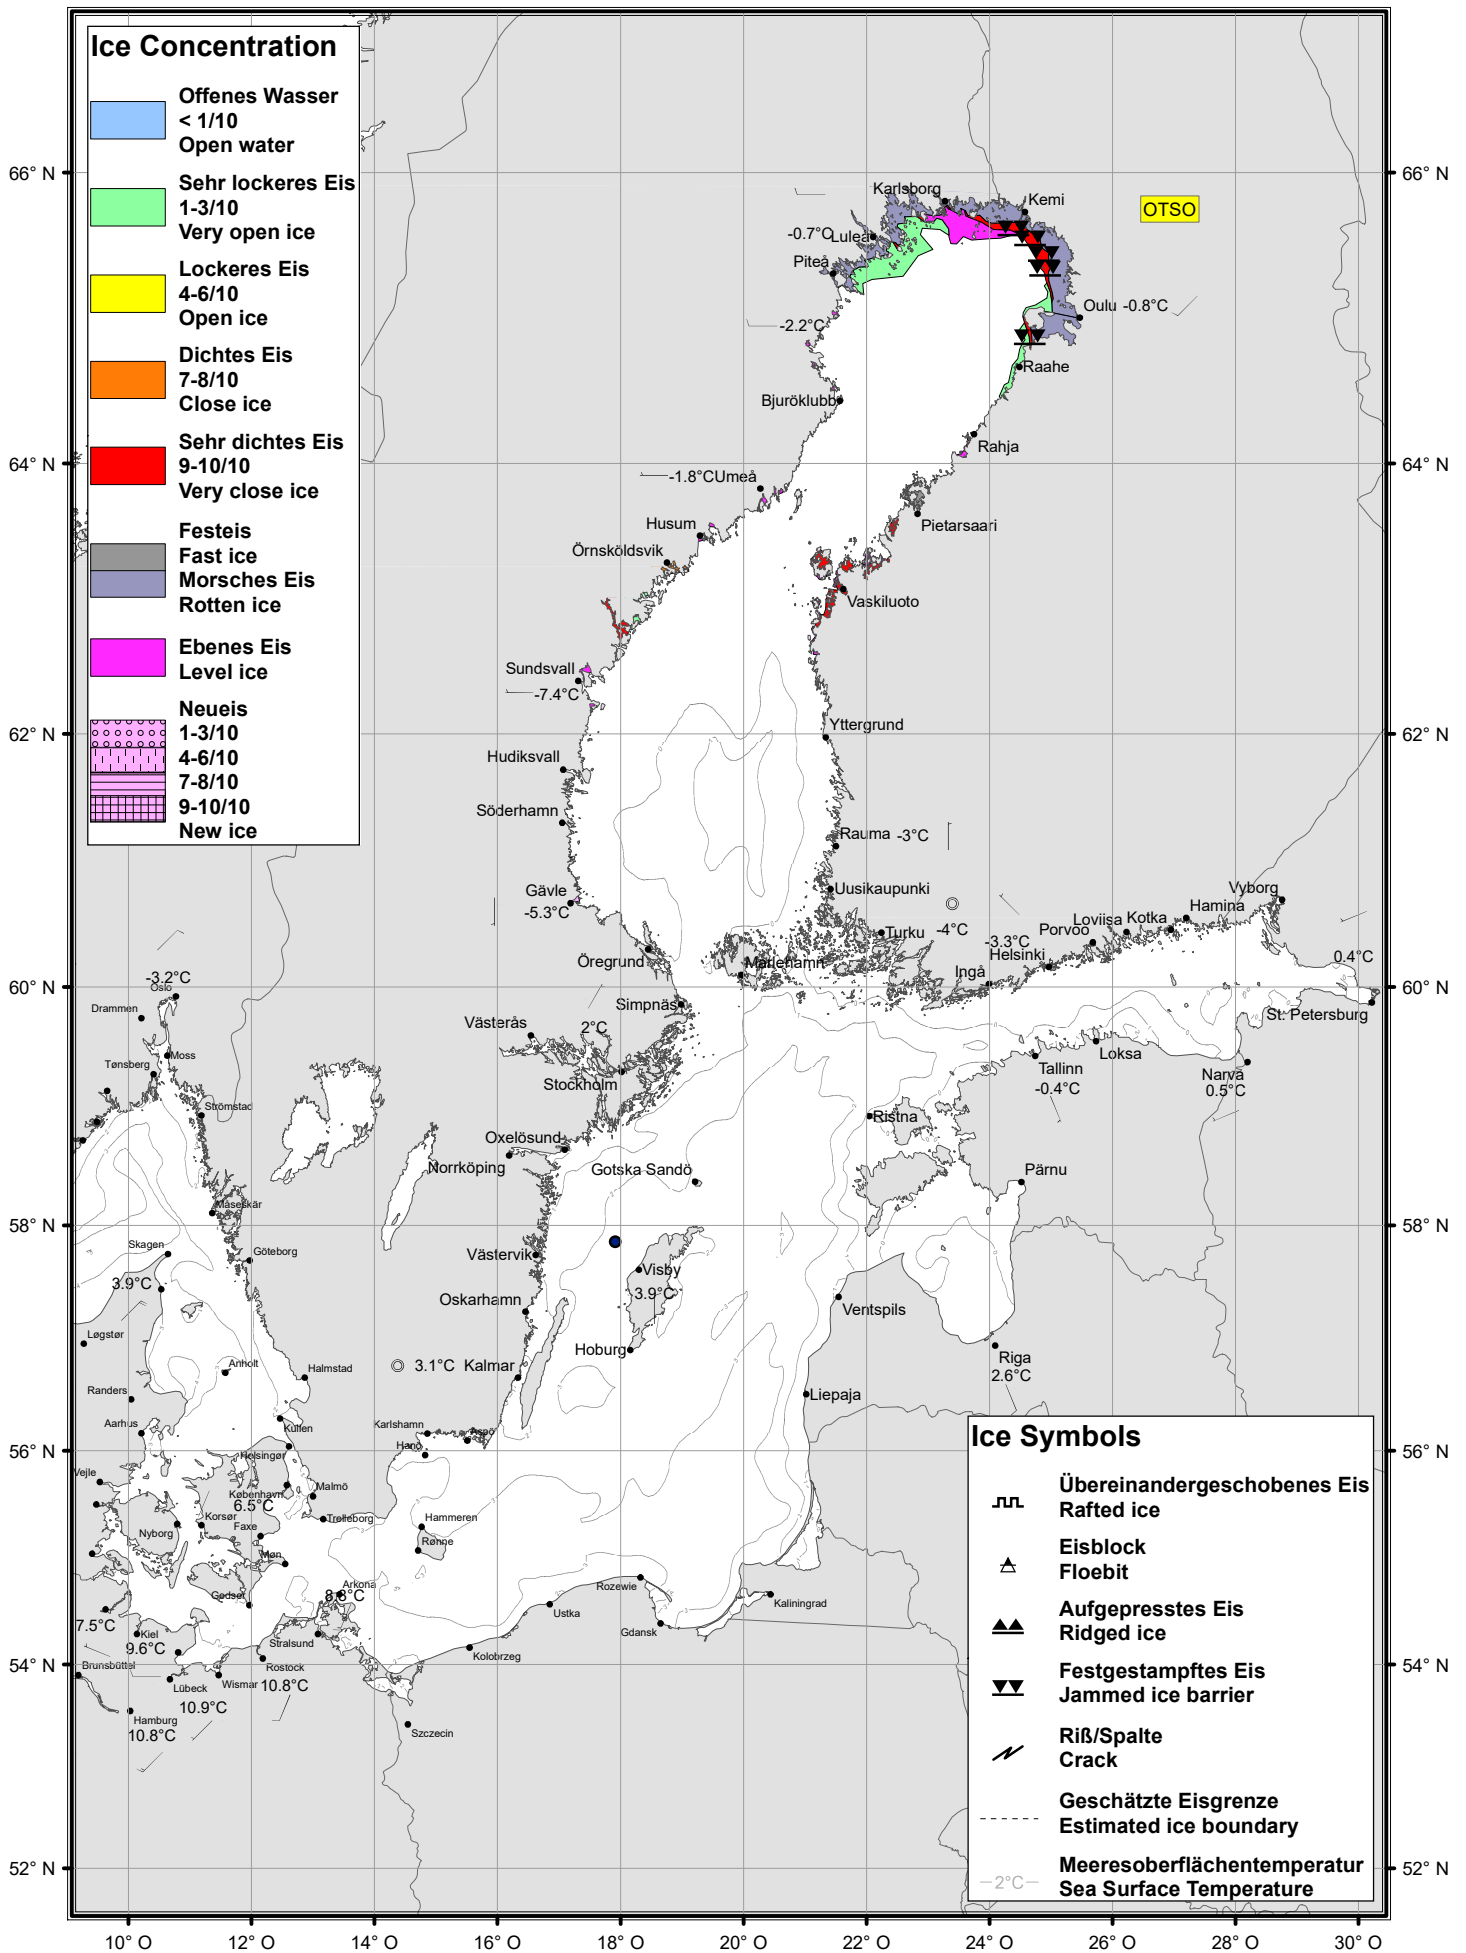 Ice Concentration
Offenes Wasser
< 1/10
Open water
Sehr lockeres Eis
1-3/10
Very open ice
Lockeres Eis
4-6/10
Open ice
Dichtes Eis
7-8/10
Close ice
Sehr dichtes Eis
9-10/10
Very close ice
Festeis
Fast ice
Morsches Eis
Rotten ice
Ebenes Eis
Level ice
Neueis
1-3/10
4-6/10
7-8/10
9-10/10
New ice
66° N
66° N
64° N
64° N
62° N
62° N
60° N
60° N
58° N
58° N
56° N
56° N
54° N
54° N
52° N
52° N
OTSO
Karlsborg
Kemi
-0.7°C
Luleå
Piteå
Oulu -0.8°C
-2.2°C
Raahe
Bjuröklubb
Rahja
-1.8°C Umeå
Husum
Pietarsaari
Örnsköldsvik
Vaskiluoto
Sundsvall
-7.4°C
Yttergrund
Hudiksvall
Söderhamn
Rauma -3°C
Gävle
-5.3°C
Uusikaupunki
Vyborg
Hamina
Loviisa Kotka
Porvoo
Turku
-4°C
-3.3°C
Helsinki
0.4°C
Öregrund
Mariehamn
Ingå
-3.2°C
Oslo
Simpnäs
St. Petersburg
Drammen
Västerås
2°C
Moss
Loksa
Tallinn
-0.4°C
Narva
0.5°C
Tønsberg
Stockholm
Strömstad
Ristna
Oxelösund
Norrköping
Gotska Sandö
Pärnu
Måseskär
Skagen
Göteborg
Västervik
Visby
3.9°C
3.9°C
Oskarhamn
Ventspils
Løgstør
Hoburg
Riga
2.6°C
Anholt
Halmstad
3.1°C Kalmar
Randers
Liepaja
Aarhus
Kullen
Karlshamn
Aspö
Hanö
Helsingør
Vejle
København
6.5°C
Malmö
Korsør
Faxe
Trelleborg
Hammeren
Nyborg
Rønne
Møn
Gedser
Arkona
8.8°C
Rozewie
Ustka
Kaliningrad
7.5°C
Kiel
9.6°C
Stralsund
Gdansk
Kolobrzeg
Brunsbüttel
Rostock
10.8°C
Lübeck
Wismar
10.9°C
Hamburg
10.8°C
Szczecin
Ice Symbols
Übereinandergeschobenes Eis
Rafted ice
Eisblock
Floebit
Aufgepresstes Eis
Ridged ice
Festgestampftes Eis
Jammed ice barrier
Riß/Spalte
Crack
Geschätzte Eisgrenze
Estimated ice boundary
2°C
Meeresoberflächentemperatur
Sea Surface Temperature
10° O
12° O
14° O
16° O
18° O
20° O
22° O
24° O
26° O
28° O
30° O